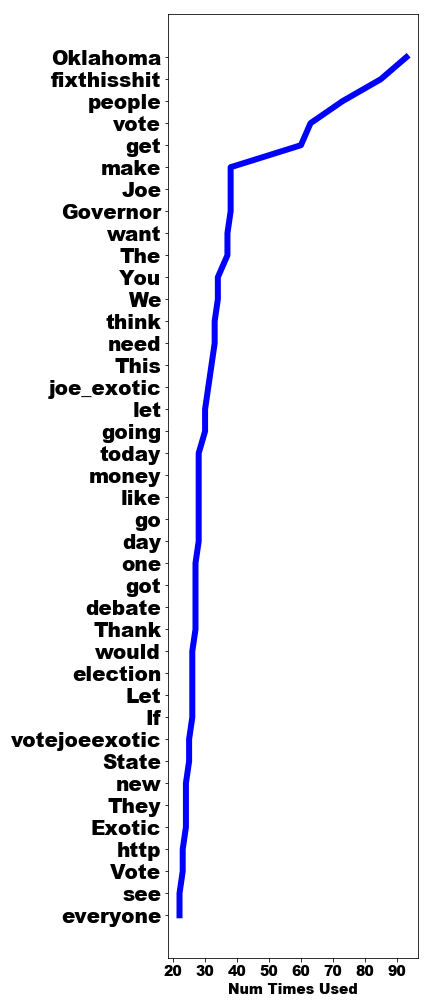 Oklahoma
fixthisshit
people
vote
get
make
Joe
Governor
want
The
You
We
think
need
This
joe_exotic
let
going
today
money
like
go
day
one
got
debate
Thank
would
election
Let
If
votejoeexotic
State
new
They
Exotic
http
Vote
see
everyone
20 30 40 50 60 70 80 90
Num Times Used